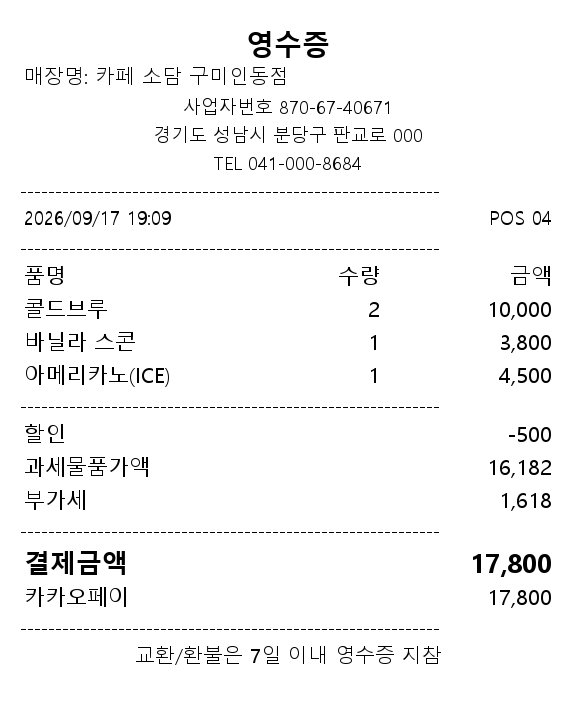 영수증
매장명: 카페 소담 구미인동점
사업자번호 870-67-40671
경기도 성남시 분당구 판교로 000
TEL 041-000-8684
2026/09/17 19:09 POS 04
품명 수량 금액
콜드브루 2 10,000
바닐라 스콘 1 3,800
아메리카노(ICE) 1 4,500
할인 -500
과세물품가액 16,182
부가세 1,618
결제금액 17,800
카카오페이 17,800
교환/환불은 7일 이내 영수증 지참